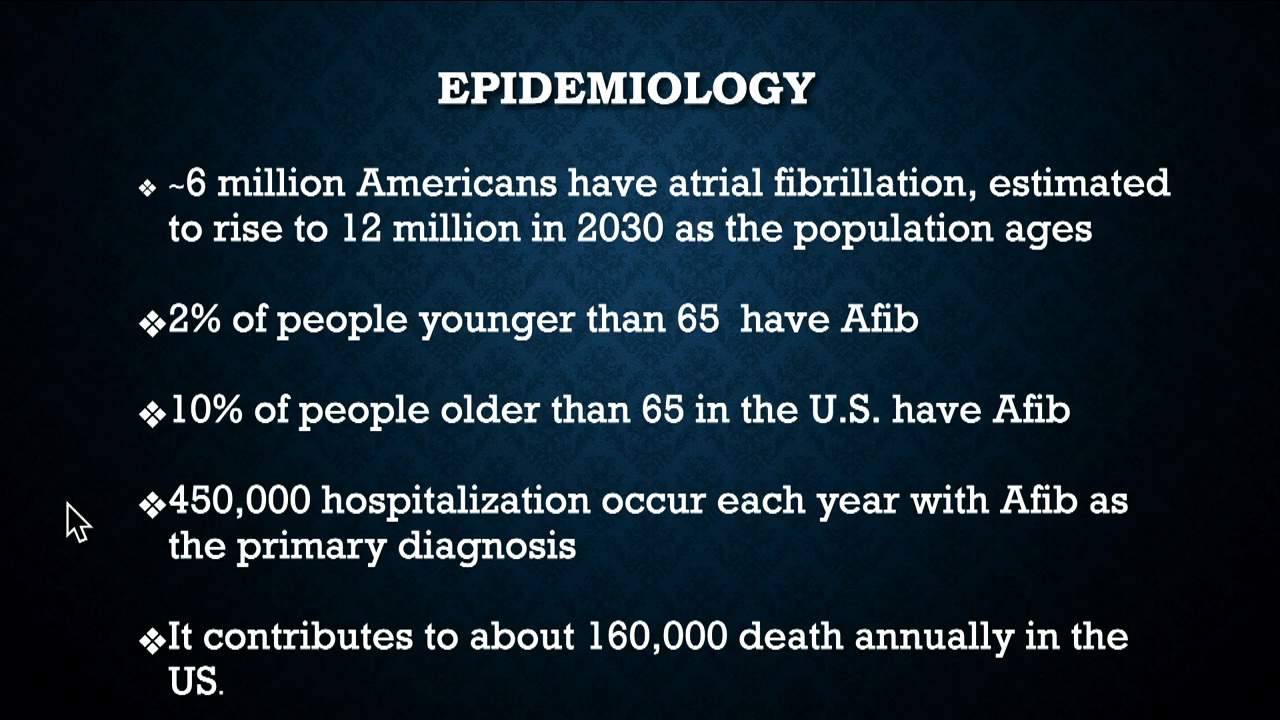 EPIDEMIOLOGY
❖ ~6 million Americans have atrial fibrillation, estimated
to rise to 12 million in 2030 as the population ages
❖2% of people younger than 65  have Afib
❖10% of people older than 65 in the U.S. have Afib
❖450,000 hospitalization occur each year with Afib as
the primary diagnosis
❖It contributes to about 160,000 death annually in the
US.